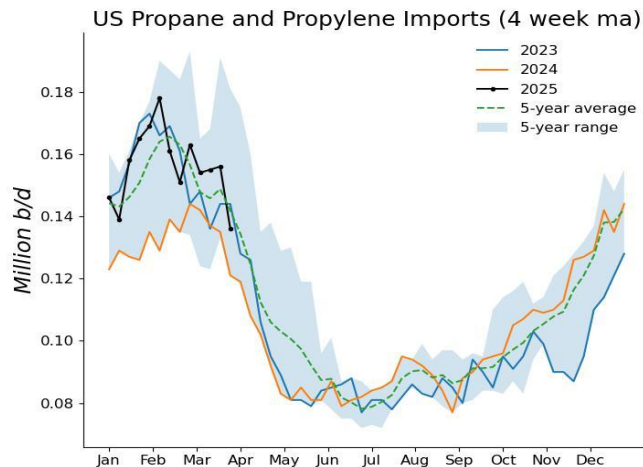 US Propane and Propylene Imports (4 week ma)
2023
2024
2025
5-year average
5-year range
Million b/d
0.18
0.16
0.14
0.12
0.10
0.08
Jan Feb Mar Apr May Jun Jul Aug Sep Oct Nov Dec